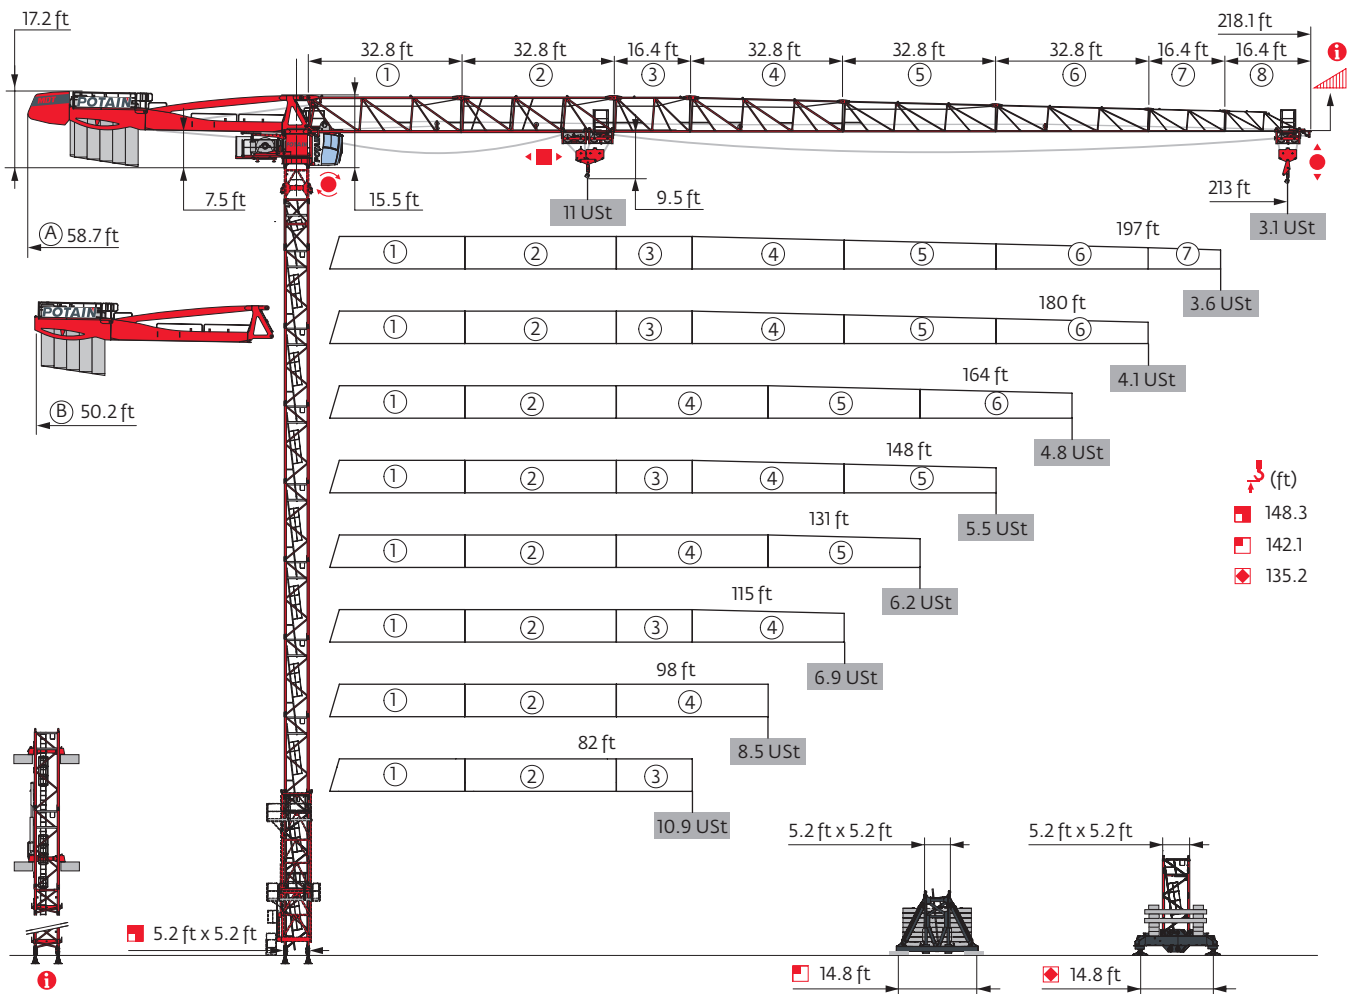 17.2 ft
218.1 ft
32.8 ft 32.8 ft 16.4 ft 32.8 ft 32.8 ft 32.8 ft 16.4 ft 16.4 ft
1 2 3 4 5 6 7 8
i
POTAIN
7.5 ft
15.5 ft
9.5 ft
213 ft
11 UST
3.1 USt
A 58.7 ft
197 ft
1 2 3 4 5 6 7
3.6 USt
POTAIN
180 ft
1 2 3 4 5 6
4.1 USt
B 50.2 ft
164 ft
1 2 4 5 6
4.8 USt
148 ft
1 2 3 4 5
5.5 USt
(ft)
148.3
142.1
135.2
131 ft
1 2 4 5
6.2 USt
115 ft
1 2 3 4
6.9 USt
98 ft
1 2 4
8.5 USt
82 ft
1 2 3
10.9 USt
5.2 ft x 5.2 ft
5.2 ft x 5.2 ft
5.2 ft x 5.2 ft
14.8 ft
14.8 ft
i